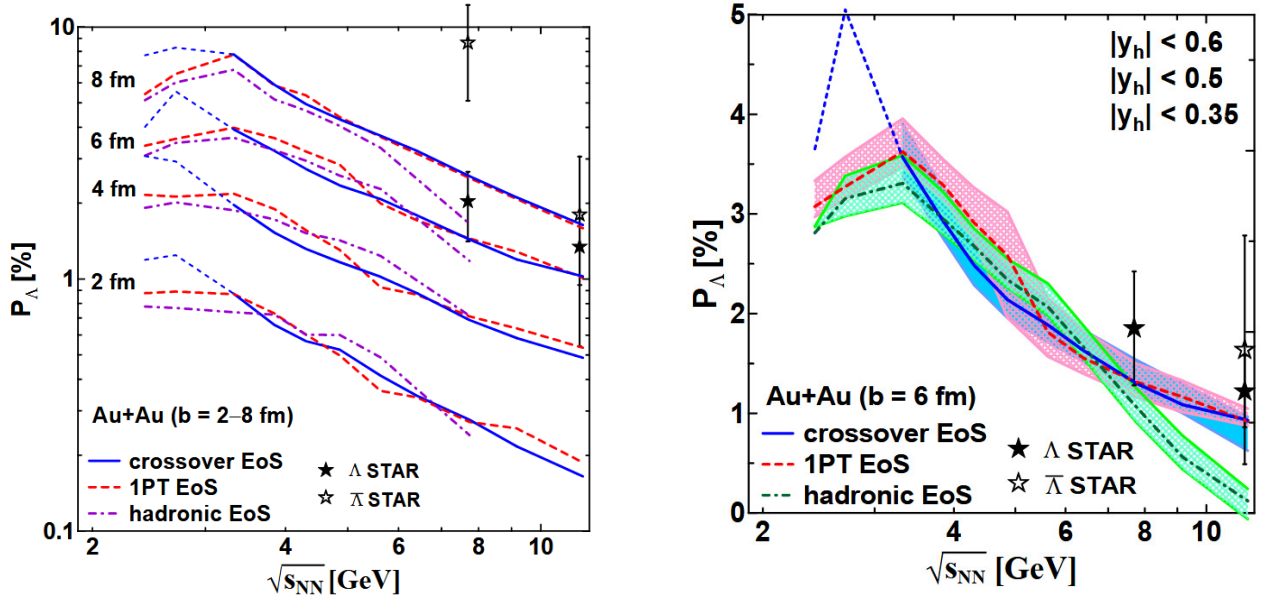 10
8 fm
6 fm
4 fm
1
2 fm
P_Λ [%]
Au+Au (b = 2–8 fm)
crossover EoS
1PT EoS
hadronic EoS
Λ STAR
Λ̅ STAR
0.1
2 4 6 8 10
√s_NN [GeV]
5
|y_h| < 0.6
|y_h| < 0.5
|y_h| < 0.35
4
3
P_Λ [%]
2
1
Au+Au (b = 6 fm)
crossover EoS
1PT EoS
hadronic EoS
Λ STAR
Λ̅ STAR
0
2 4 6 8 10
√s_NN [GeV]